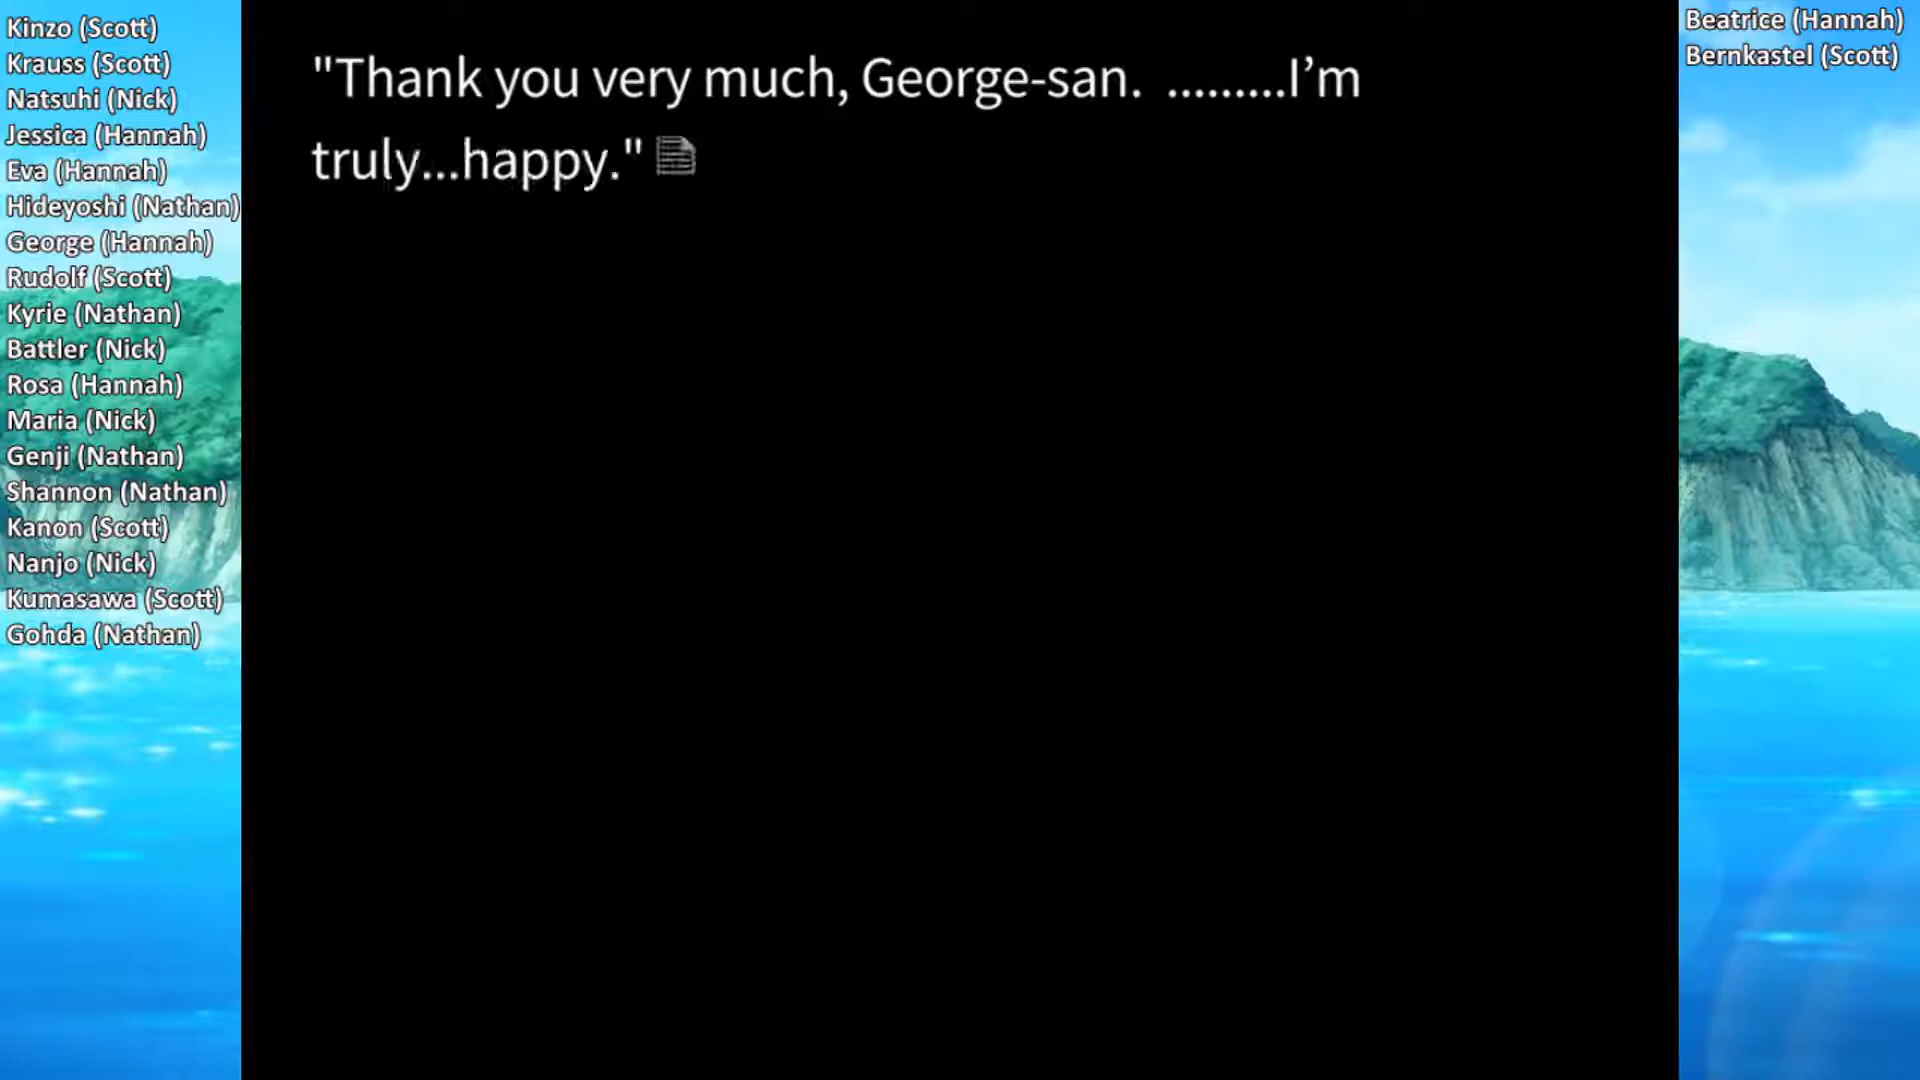 Kinzo (Scott)
Krauss (Scott)
Natsuhi (Nick)
Jessica (Hannah)
Eva (Hannah)
Hideyoshi (Nathan)
George (Hannah)
Rudolf (Scott)
Kyrie (Nathan)
Battler (Nick)
Rosa (Hannah)
Maria (Nick)
Genji (Nathan)
Shannon (Nathan)
Kanon (Scott)
Nanjo (Nick)
Kumasawa (Scott)
Gohda (Nathan)
"Thank you very much, George-san.  .........I’m
truly...happy."
Beatrice (Hannah)
Bernkastel (Scott)